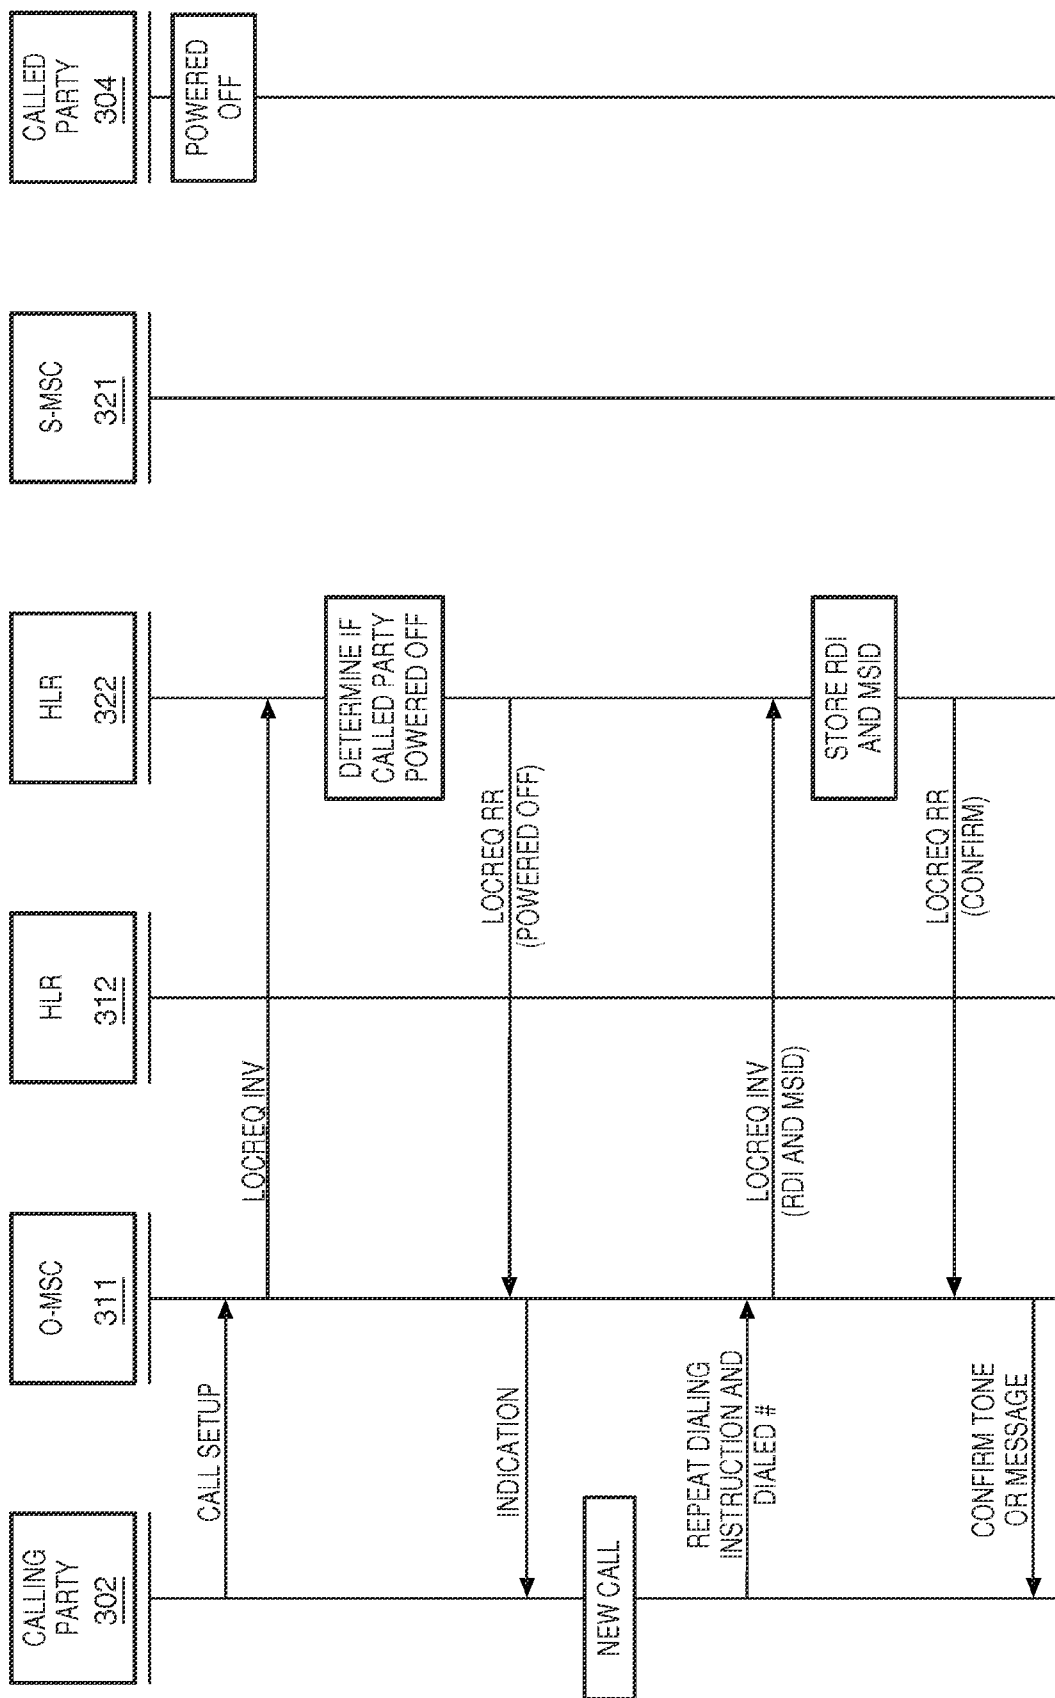 CALLING
PARTY
302
O-MSC
311
HLR
312
HLR
322
S-MSC
321
CALLED
PARTY
304
POWERED
OFF
CALL SETUP
LOCREQ INV
DETERMINE IF
CALLED PARTY
POWERED OFF
LOCREQ RR
(POWERED OFF)
INDICATION
NEW CALL
REPEAT DIALING
INSTRUCTION AND
DIALED #
LOCREQ INV
(RDI AND MSID)
STORE RDI
AND MSID
LOCREQ RR
(CONFIRM)
CONFIRM TONE
OR MESSAGE